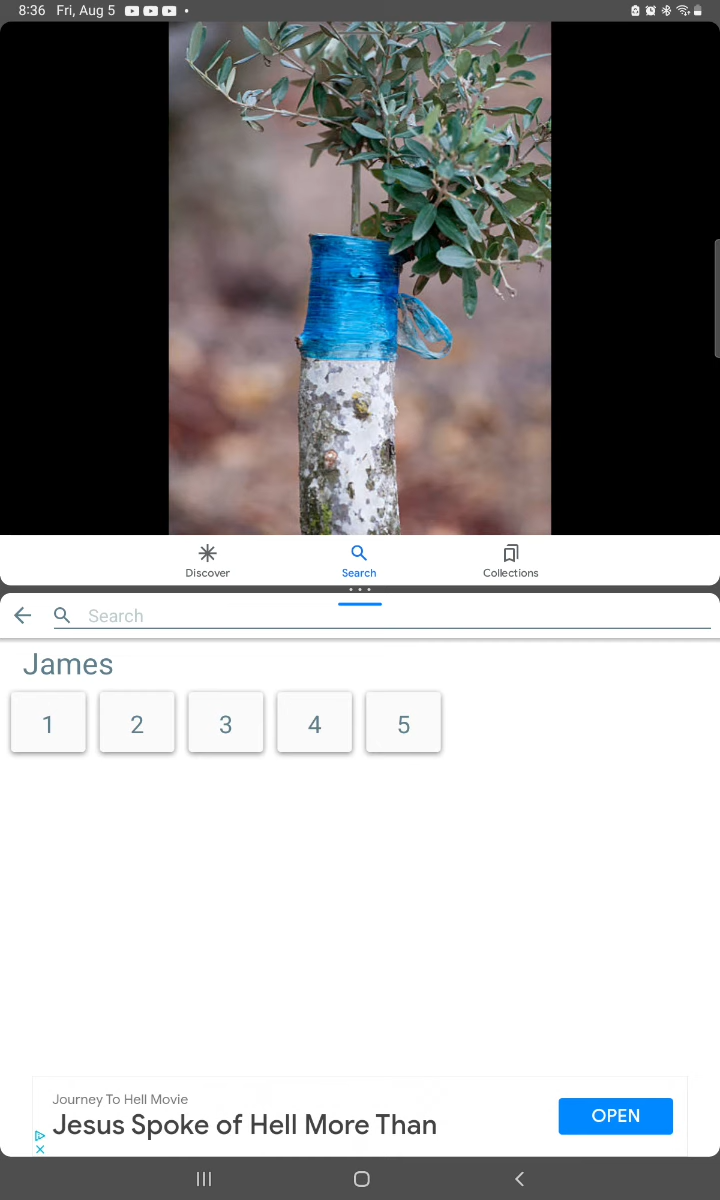 8:36 Fri, Aug 5
Discover Search Collections
Search
James
1 2 3 4 5
Journey To Hell Movie
Jesus Spoke of Hell More Than
OPEN